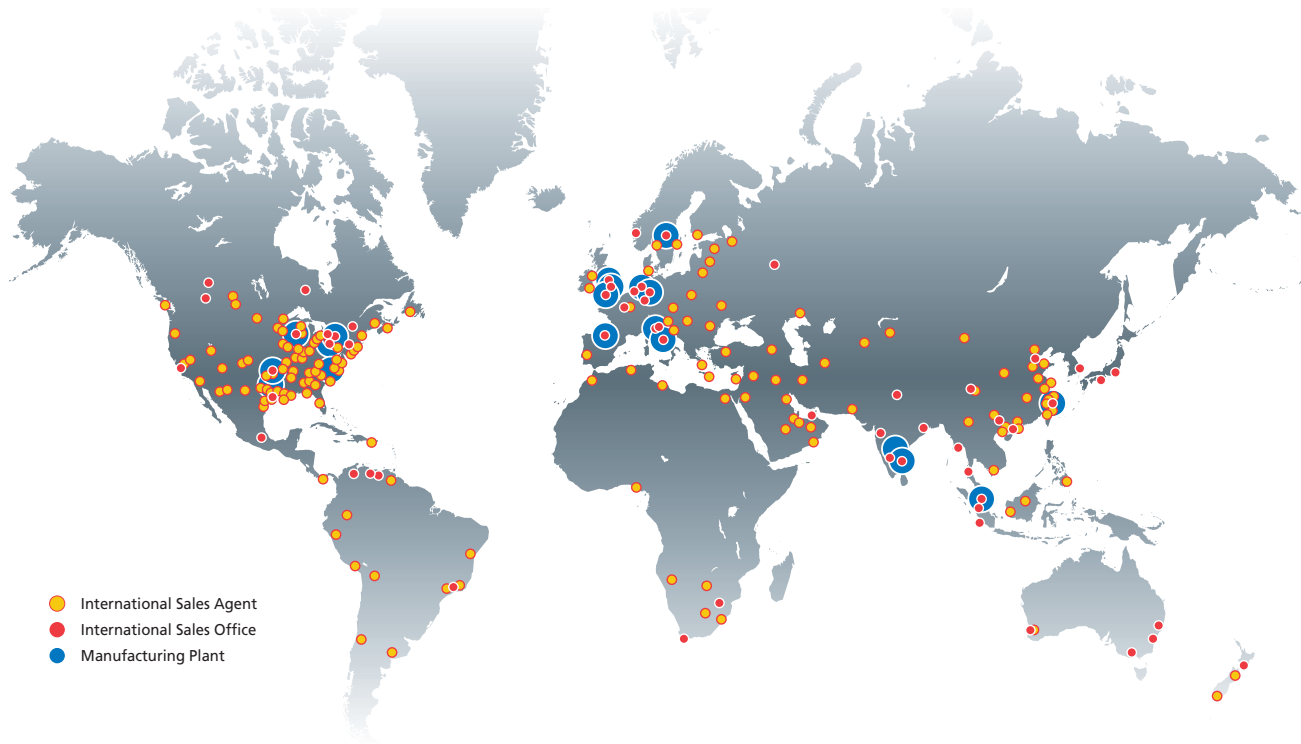 International Sales Agent
International Sales Office
Manufacturing Plant